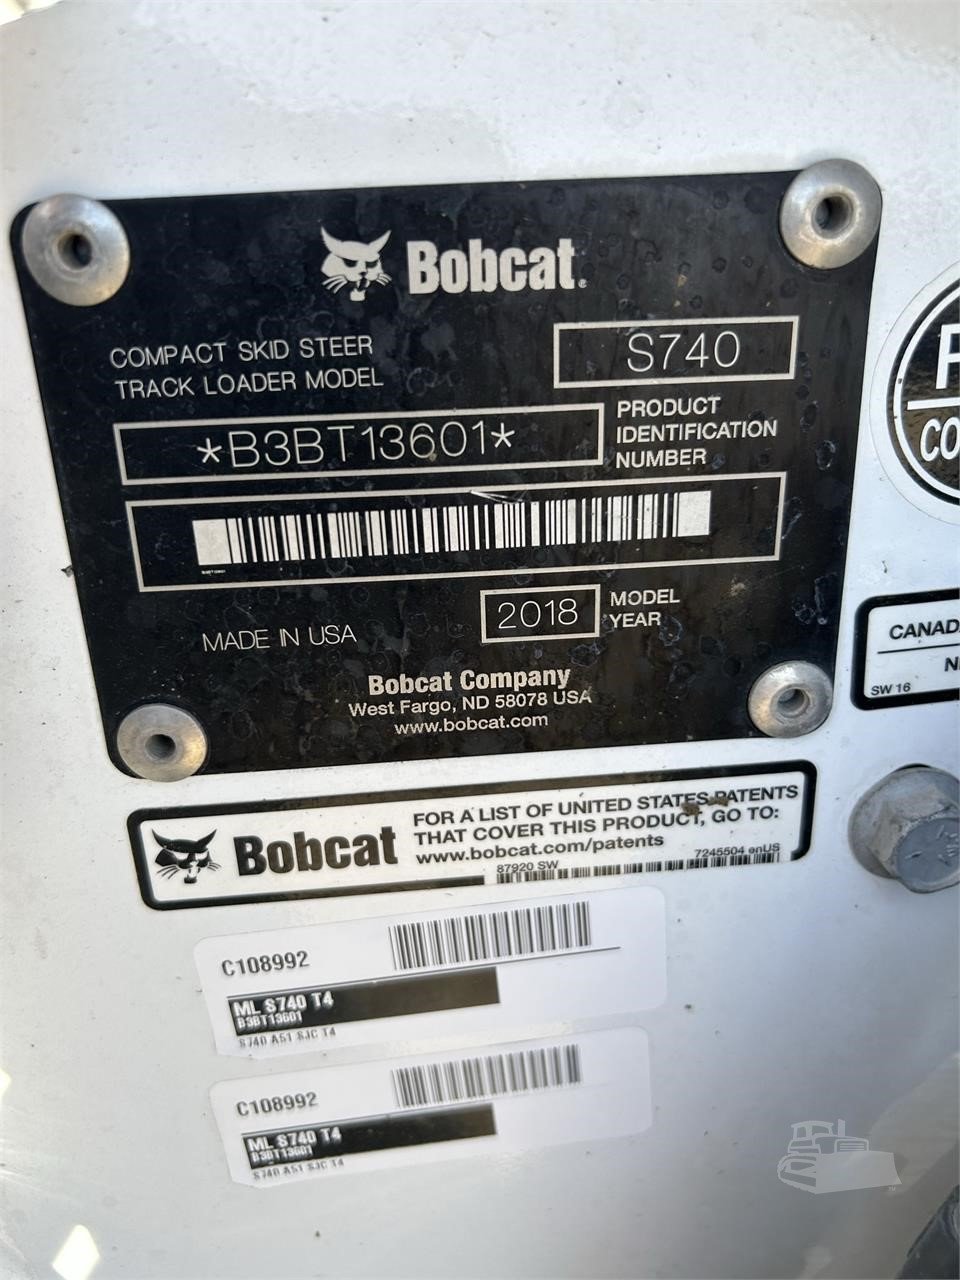 Bobcat
COMPACT SKID STEER
TRACK LOADER MODEL
S740
*B3BT13601*
PRODUCT
IDENTIFICATION
NUMBER
MADE IN USA
2018
MODEL
YEAR
Bobcat Company
West Fargo, ND 58078 USA
www.bobcat.com
CO
CANAD
SW 16
Bobcat
FOR A LIST OF UNITED STATES PATENTS
THAT COVER THIS PRODUCT, GO TO:
www.bobcat.com/patents
7245504 enUS
87920 SW
C108992
ML S740 T4
B3BT13601
S740 A51 SJC T4
C108992
ML S740 T4
B3BT13601
S740 A51 SJC T4